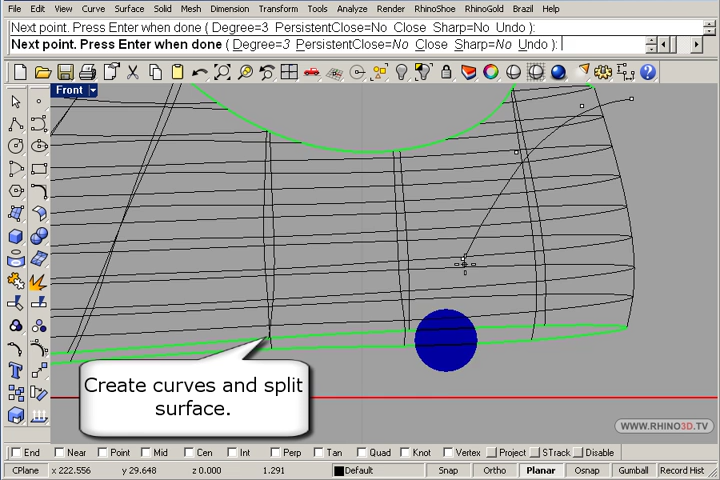 File Edit View Curve Surface Solid Mesh Dimension Transform Tools Analyze Render RhinoShoe RhinoGold Brazil Help
Next point. Press Enter when done ( Degree=3 PersistentClose=No Close Sharp=No Undo ):
Next point. Press Enter when done ( Degree=3 PersistentClose=No Close Sharp=No Undo ):
Front
Create curves and split
surface.
WWW.RHINO3D.TV
End Near Point Mid Cen Int Perp Tan Quad Knot Vertex Project STrack Disable
CPlane x 222.556 y 29.648 z 0.000 1.291 Default Snap Ortho Planar Osnap Gumball Record Hist